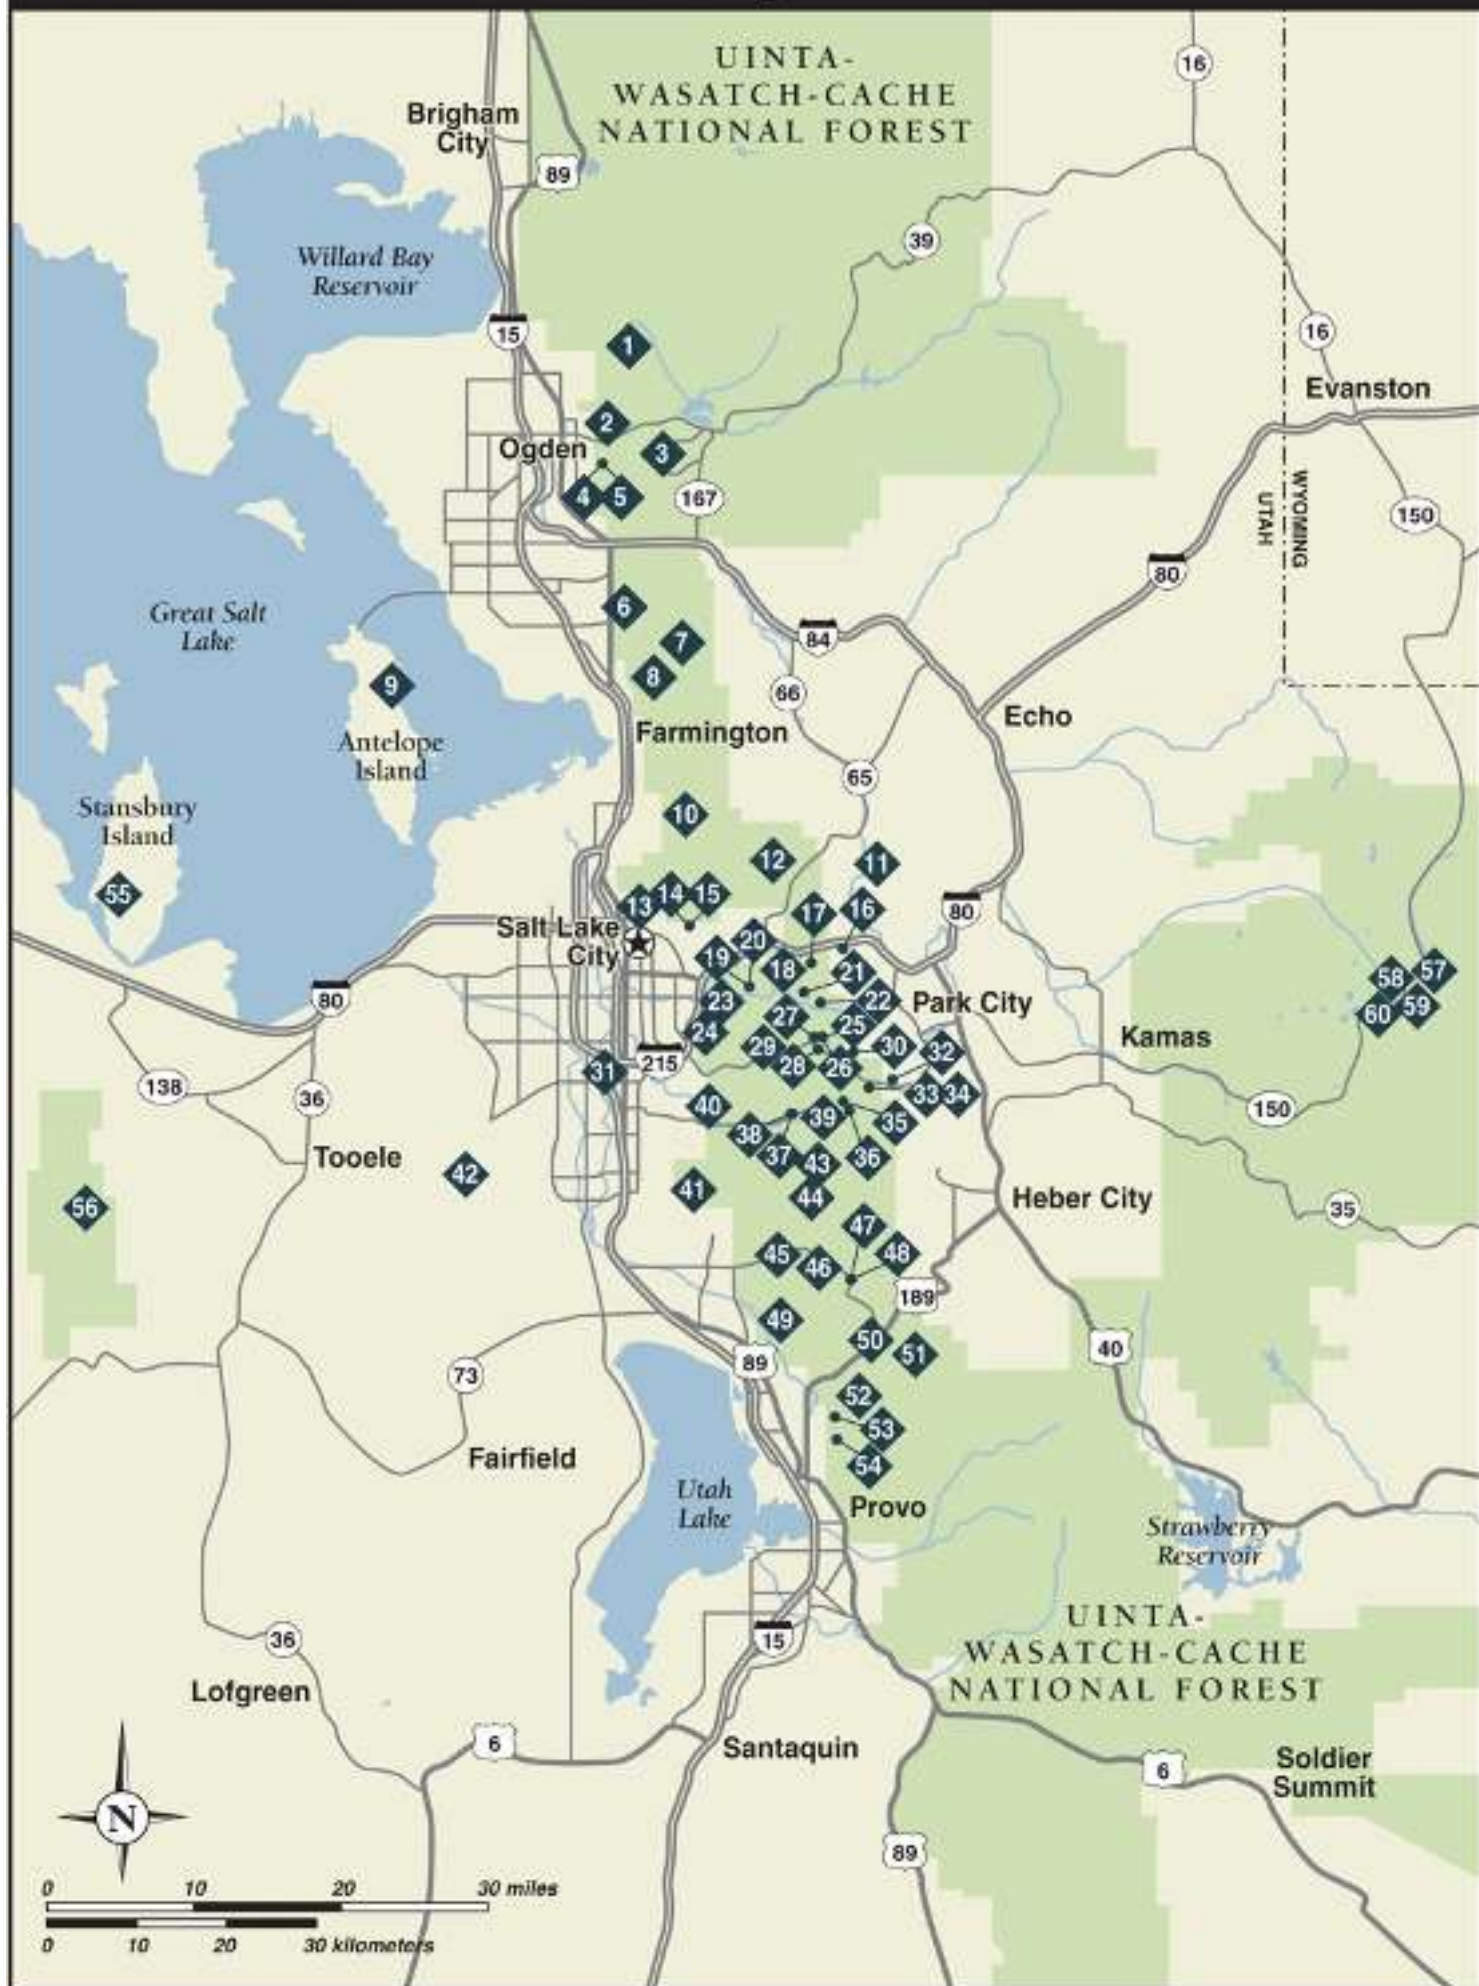 UINTA-
WASATCH-CACHE
NATIONAL FOREST
16
Brigham
City
89
39
Willard Bay
Reservoir
15
1
16
Evanston
2
Ogden
3
4
5
167
WYOMING
UTAH
150
80
6
Great Salt
Lake
7
84
8
9
66
Echo
Farmington
Antelope
Island
65
Stansbury
Island
10
12
11
55
13
14
15
17
16
80
Salt Lake
City
20
19
18
21
58
57
80
23
22
Park City
60
59
27
25
24
Kamas
29
30
32
215
31
28
26
138
36
33
34
40
39
150
35
38
Tooele
37
36
43
42
41
44
Heber City
56
35
47
45
46
48
189
49
50
40
51
89
73
52
53
Fairfield
54
Utah
Lake
Provo
Strawberry
Reservoir
UINTA-
WASATCH-CACHE
NATIONAL FOREST
36
15
Lofgreen
6
Santaquin
6
Soldier
Summit
N
89
0 10 20 30 miles
0 10 20 30 kilometers